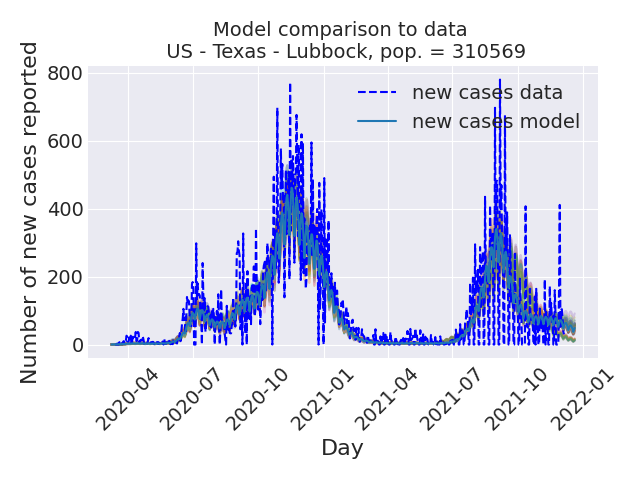 Model comparison to data
US - Texas - Lubbock, pop. = 310569
new cases data
new cases model
Number of new cases reported
800
600
400
200
0
2020-04
2020-07
2020-10
2021-01
2021-04
2021-07
2021-10
2022-01
Day